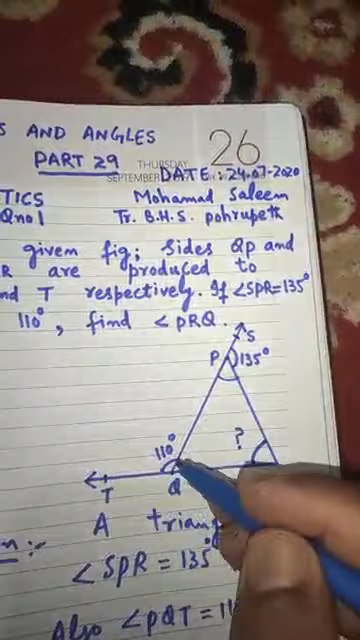 S AND ANGLES
26
PART 29
THURSDAY
SEPTEMBER
DATE : 24-07-2020
TICS
Mohamad Saleem
Qno1
Tr. B.H.S. pohrupeth
given fig; Sides QP and
R are produced to
nd T respectively. If ∠SPR=135°
110°, find ∠PRQ.
S
P 135°
110° ?
T Q
A triang
n:-
∠SPR = 135°
Also ∠PQT = 11